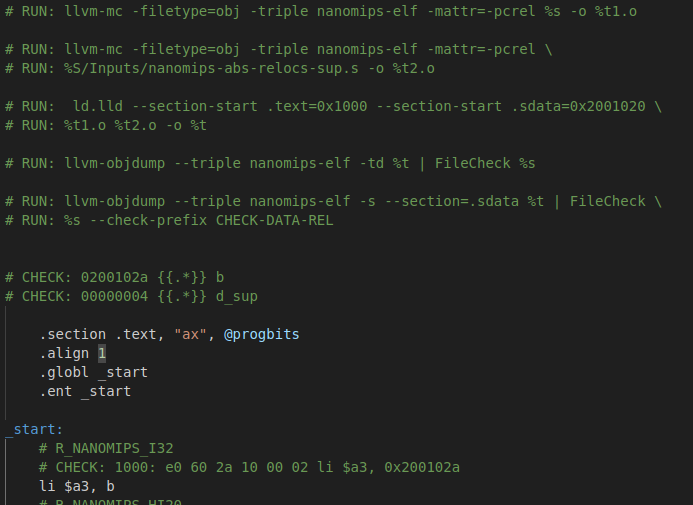 # RUN: llvm-mc -filetype=obj -triple nanomips-elf -mattr=-pcrel %s -o %t1.o
# RUN: llvm-mc -filetype=obj -triple nanomips-elf -mattr=-pcrel \
# RUN: %S/Inputs/nanomips-abs-relocs-sup.s -o %t2.o
# RUN:  ld.lld --section-start .text=0x1000 --section-start .sdata=0x2001020 \
# RUN: %t1.o %t2.o -o %t
# RUN: llvm-objdump --triple nanomips-elf -td %t | FileCheck %s
# RUN: llvm-objdump --triple nanomips-elf -s --section=.sdata %t | FileCheck \
# RUN: %s --check-prefix CHECK-DATA-REL
# CHECK: 0200102a {{.*}} b
# CHECK: 00000004 {{.*}} d_sup
.section .text, "ax", @progbits
.align 1
.globl _start
.ent _start
_start:
# R_NANOMIPS_I32
# CHECK: 1000: e0 60 2a 10 00 02 li $a3, 0x200102a
li $a3, b
# R_NANOMIPS_HI20